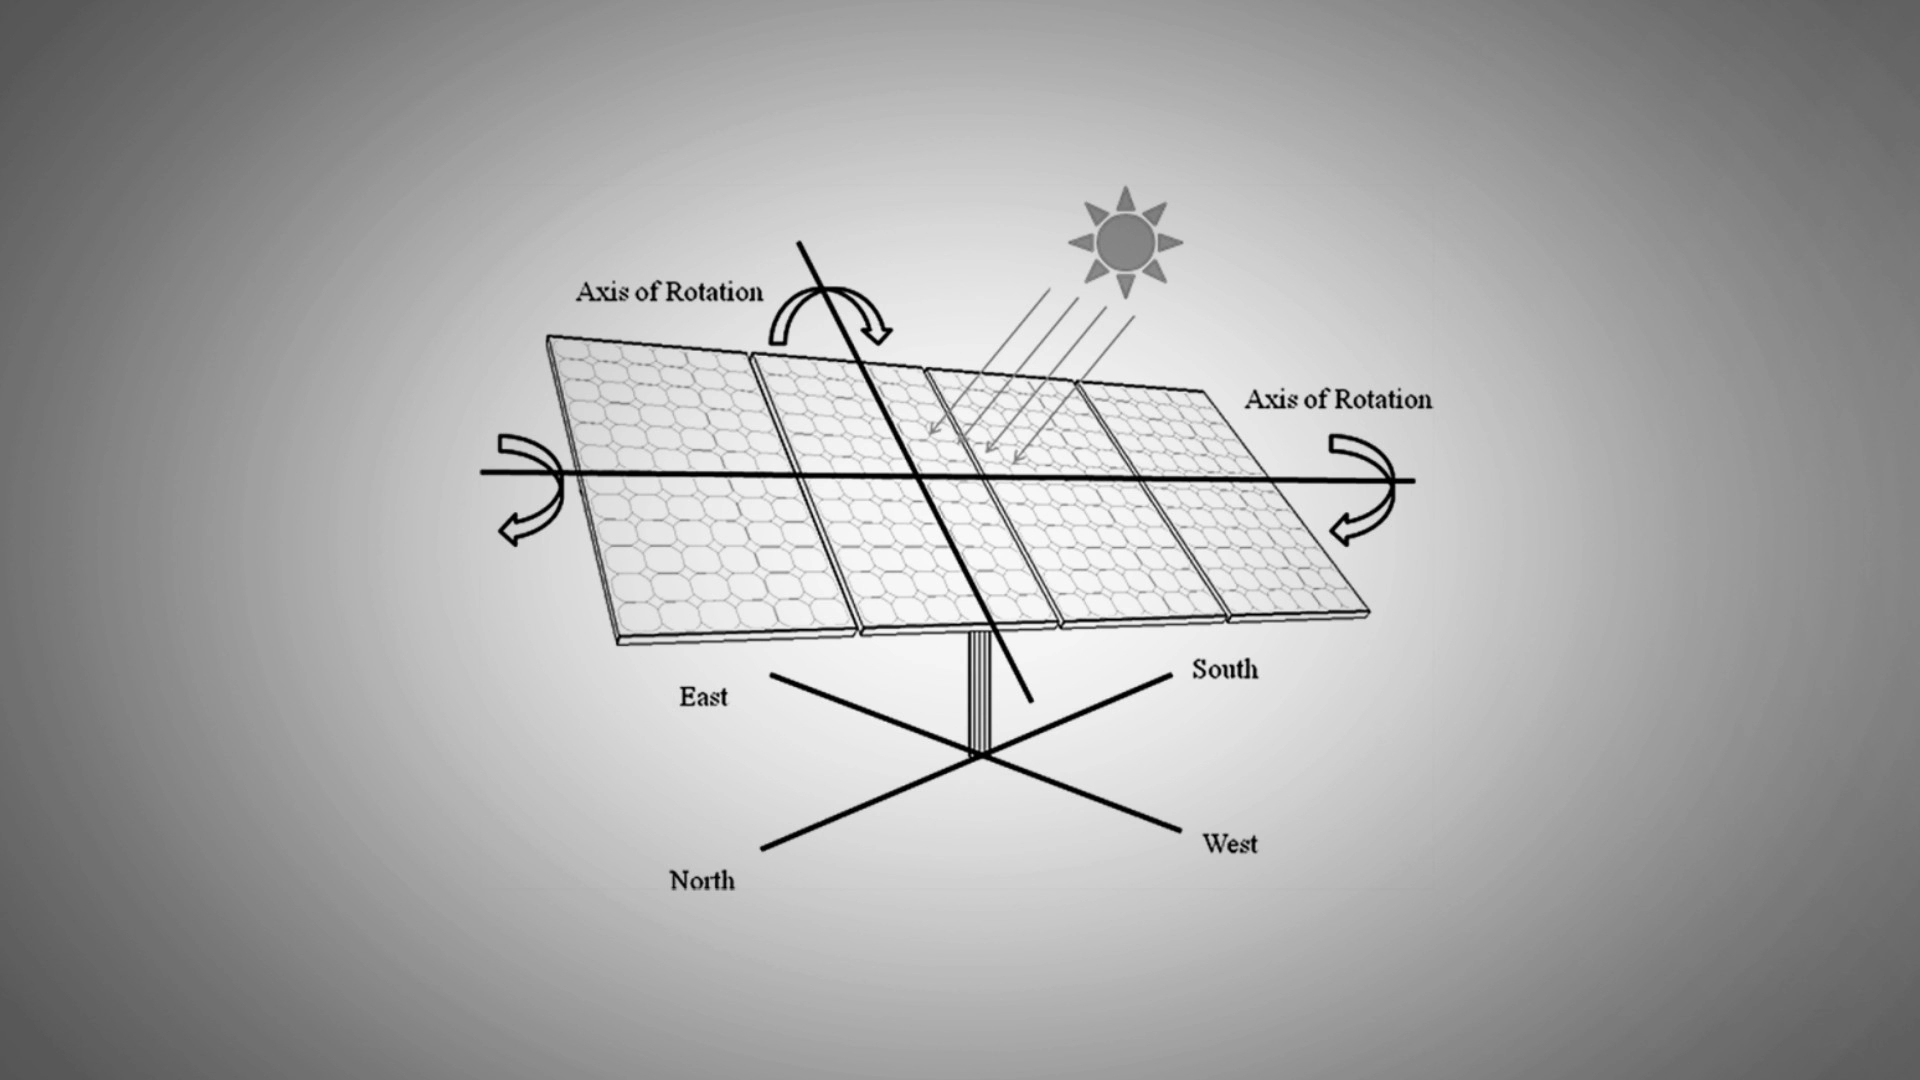 Axis of Rotation
Axis of Rotation
South
East
West
North